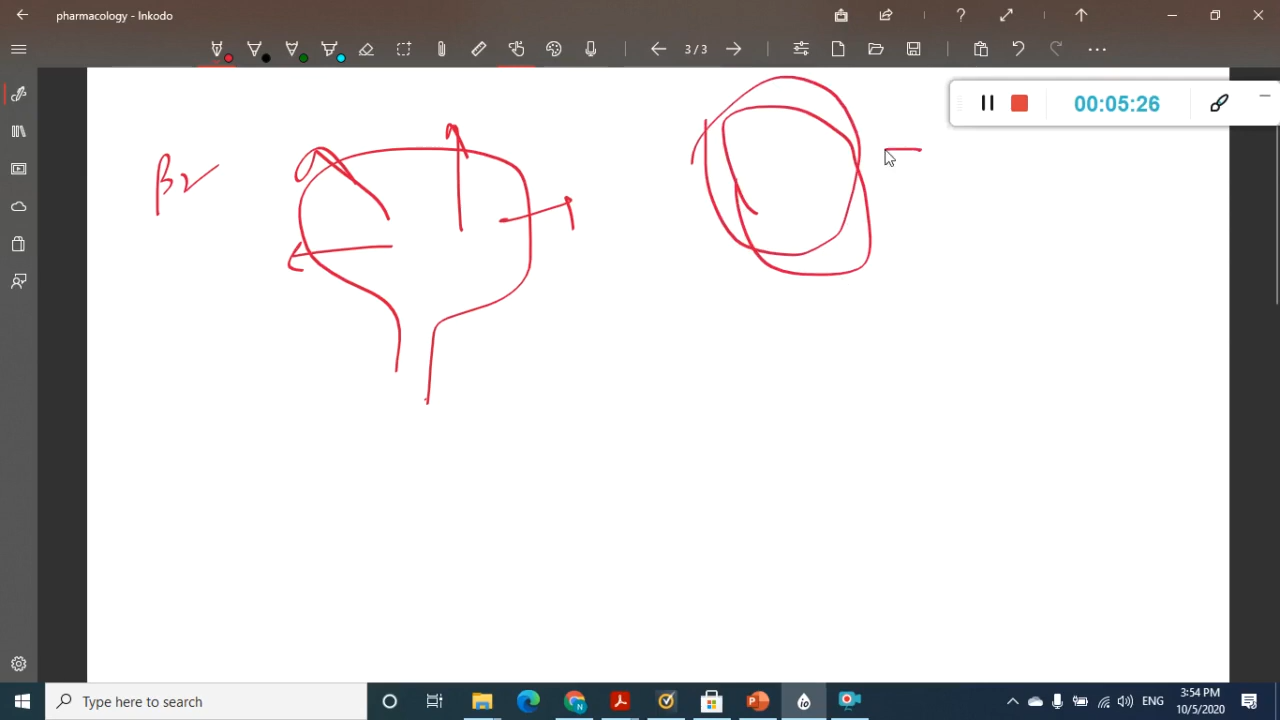 pharmacology - Inkodo
3/3
00:05:26
β2
Type here to search
ENG
3:54 PM
10/5/2020